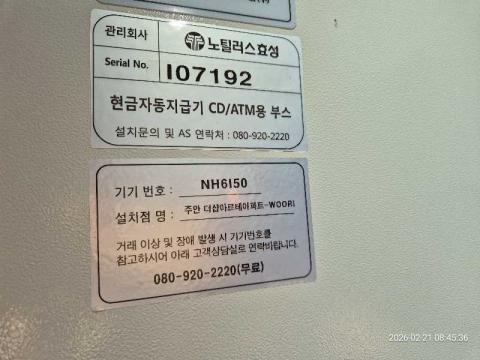 관리회사 노틸러스효성
Serial No. I07192
현금자동지급기 CD/ATM용 부스
설치문의 및 AS 연락처 : 080-920-2220
기기 번호 : NH6I50
설치점 명 : 주안 더샵아르테아파트-WOORI
거래 이상 및 장애 발생 시 기기번호를
참고하시어 아래 고객상담실로 연락바랍니다.
080-920-2220(무료)
2026-02-21 08:45:36